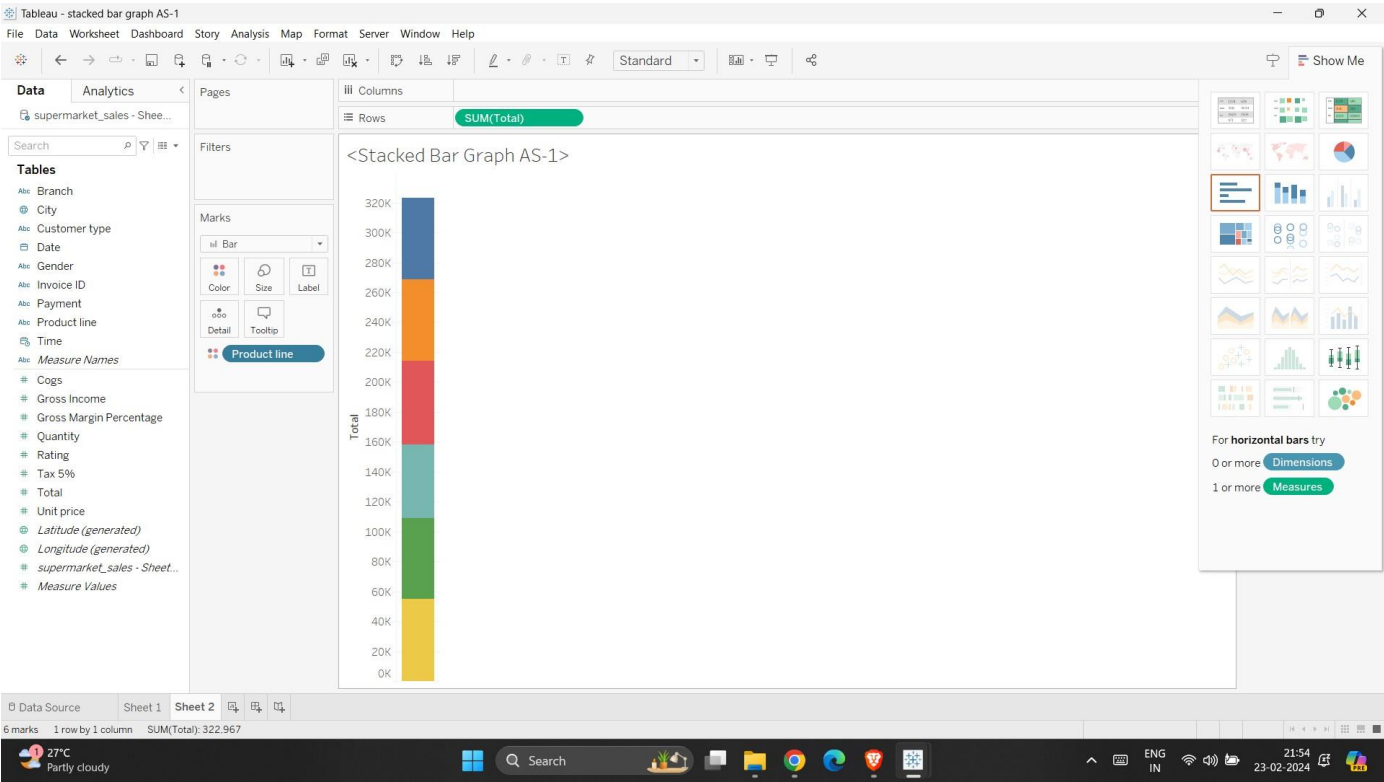 Tableau - stacked bar graph AS-1
File Data Worksheet Dashboard Story Analysis Map Format Server Window Help
Standard
Show Me
Data Analytics
supermarket_sales - Shee...
Search
Tables
Abc Branch
City
Abc Customer type
Date
Abc Gender
Abc Invoice ID
Abc Payment
Abc Product line
Time
Abc Measure Names
# Cogs
# Gross Income
# Gross Margin Percentage
# Quantity
# Rating
# Tax 5%
# Total
# Unit price
Latitude (generated)
Longitude (generated)
# supermarket_sales - Sheet...
# Measure Values
Pages
Filters
Marks
Bar
Color Size Label
Detail Tooltip
Product line
iii Columns
Rows SUM(Total)
<Stacked Bar Graph AS-1>
Total
320K
300K
280K
260K
240K
220K
200K
180K
160K
140K
120K
100K
80K
60K
40K
20K
0K
For horizontal bars try
0 or more Dimensions
1 or more Measures
Data Source Sheet 1 Sheet 2
6 marks 1 row by 1 column SUM(Total): 322,967
1
27°C
Partly cloudy
Search
ENG
IN
21:54
23-02-2024
PRE